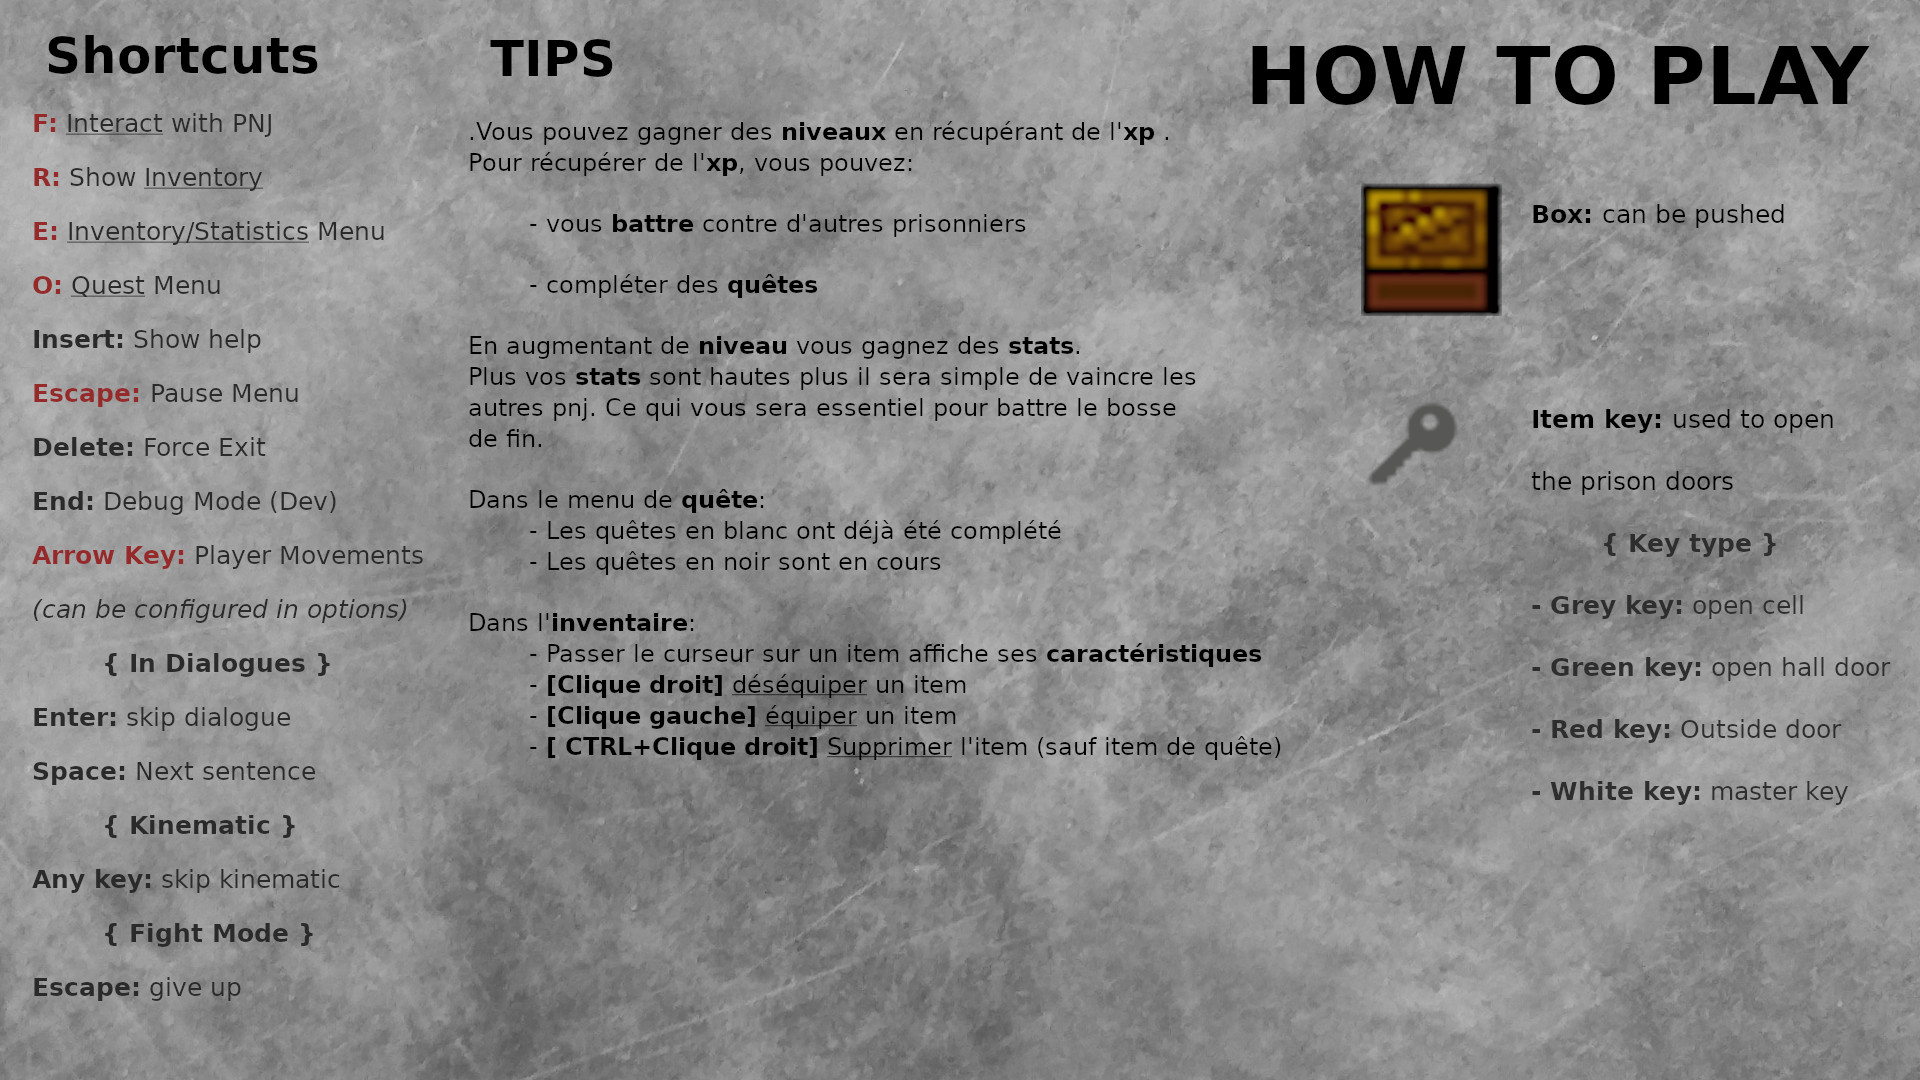 Shortcuts
F: Interact with PNJ
R: Show Inventory
E: Inventory/Statistics Menu
O: Quest Menu
Insert: Show help
Escape: Pause Menu
Delete: Force Exit
End: Debug Mode (Dev)
Arrow Key: Player Movements
(can be configured in options)
{ In Dialogues }
Enter: skip dialogue
Space: Next sentence
{ Kinematic }
Any key: skip kinematic
{ Fight Mode }
Escape: give up
TIPS
.Vous pouvez gagner des niveaux en récupérant de l'xp .
Pour récupérer de l'xp, vous pouvez:
- vous battre contre d'autres prisonniers
- compléter des quêtes
En augmentant de niveau vous gagnez des stats.
Plus vos stats sont hautes plus il sera simple de vaincre les
autres pnj. Ce qui vous sera essentiel pour battre le bosse
de fin.
Dans le menu de quête:
- Les quêtes en blanc ont déjà été complété
- Les quêtes en noir sont en cours
Dans l'inventaire:
- Passer le curseur sur un item affiche ses caractéristiques
- [Clique droit] déséquiper un item
- [Clique gauche] équiper un item
- [ CTRL+Clique droit] Supprimer l'item (sauf item de quête)
HOW TO PLAY
Box: can be pushed
Item key: used to open
the prison doors
{ Key type }
- Grey key: open cell
- Green key: open hall door
- Red key: Outside door
- White key: master key